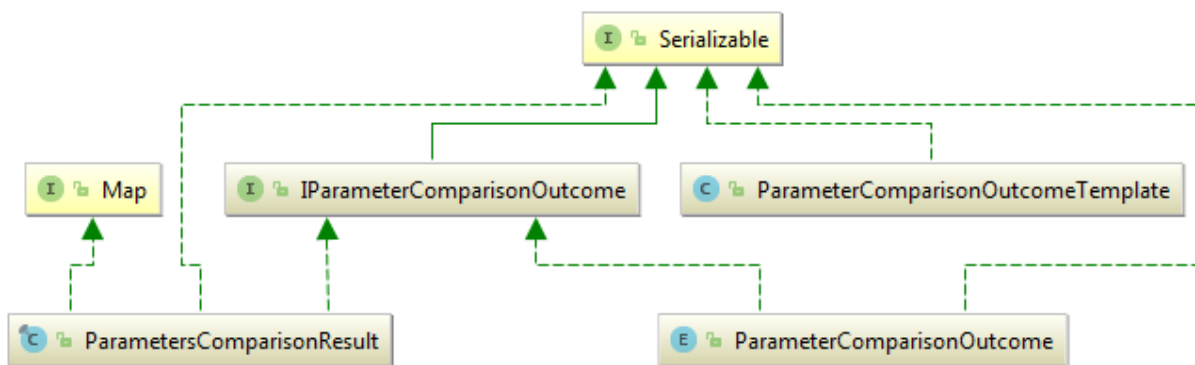 I Serializable
I Map
I IParameterComparisonOutcome
C ParameterComparisonOutcomeTemplate
C ParametersComparisonResult
E ParameterComparisonOutcome